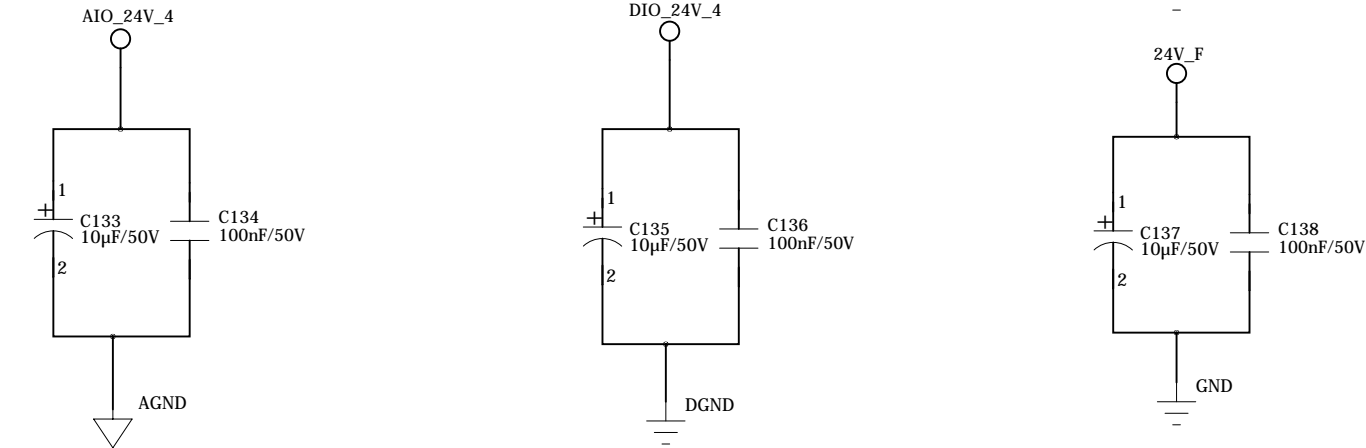 AIO_24V_4
1
+
C133
10µF/50V
2
C134
100nF/50V
AGND
DIO_24V_4
1
+
C135
10µF/50V
2
C136
100nF/50V
DGND
24V_F
1
+
C137
10µF/50V
2
C138
100nF/50V
GND